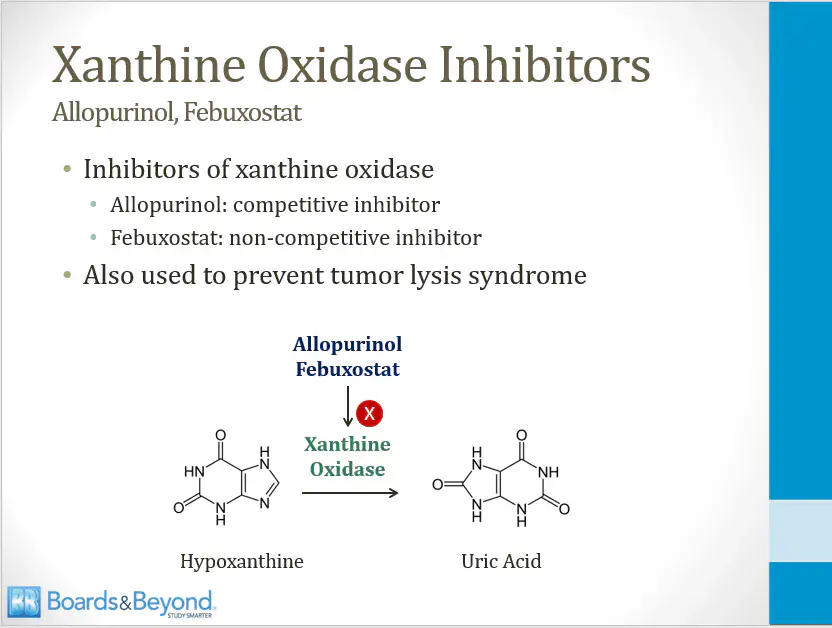 Xanthine Oxidase Inhibitors
Allopurinol, Febuxostat
• Inhibitors of xanthine oxidase
• Allopurinol: competitive inhibitor
• Febuxostat: non-competitive inhibitor
• Also used to prevent tumor lysis syndrome
Allopurinol
Febuxostat
X
Xanthine
Oxidase
O
H
N
HN
O
N
H
N
O
H
N
NH
O
N
H
N
H
O
Hypoxanthine
Uric Acid
BB Boards&Beyond.
STUDY SMARTER